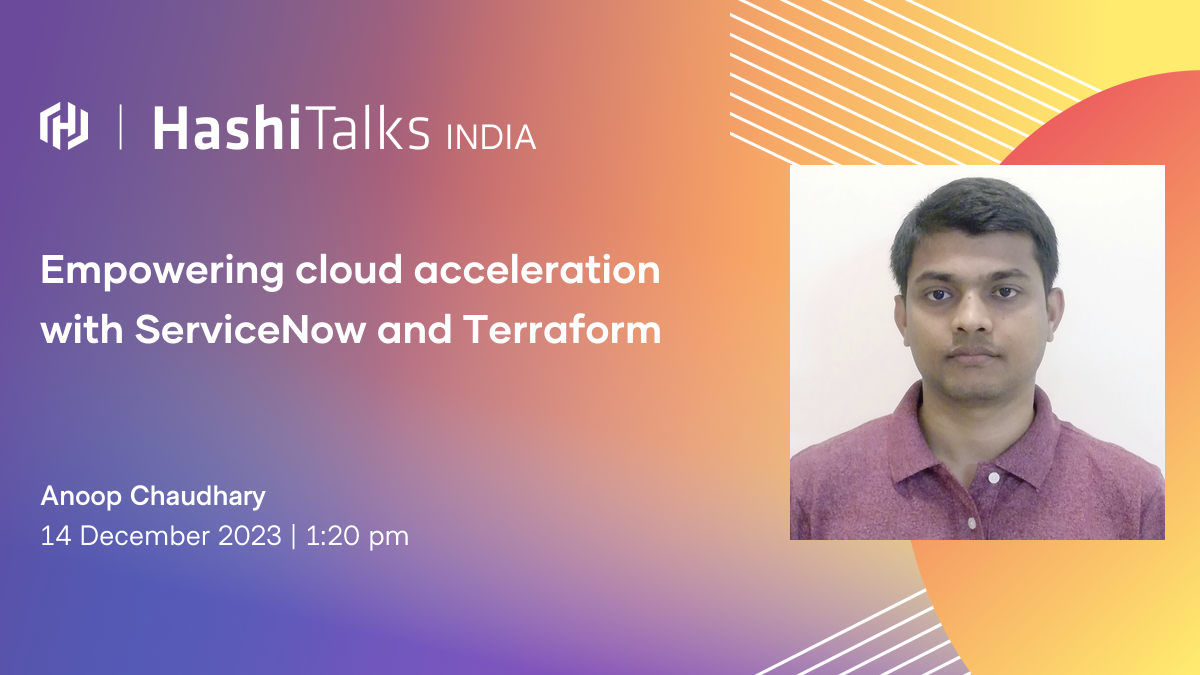 HashiTalks INDIA
Empowering cloud acceleration
with ServiceNow and Terraform
Anoop Chaudhary
14 December 2023 | 1:20 pm